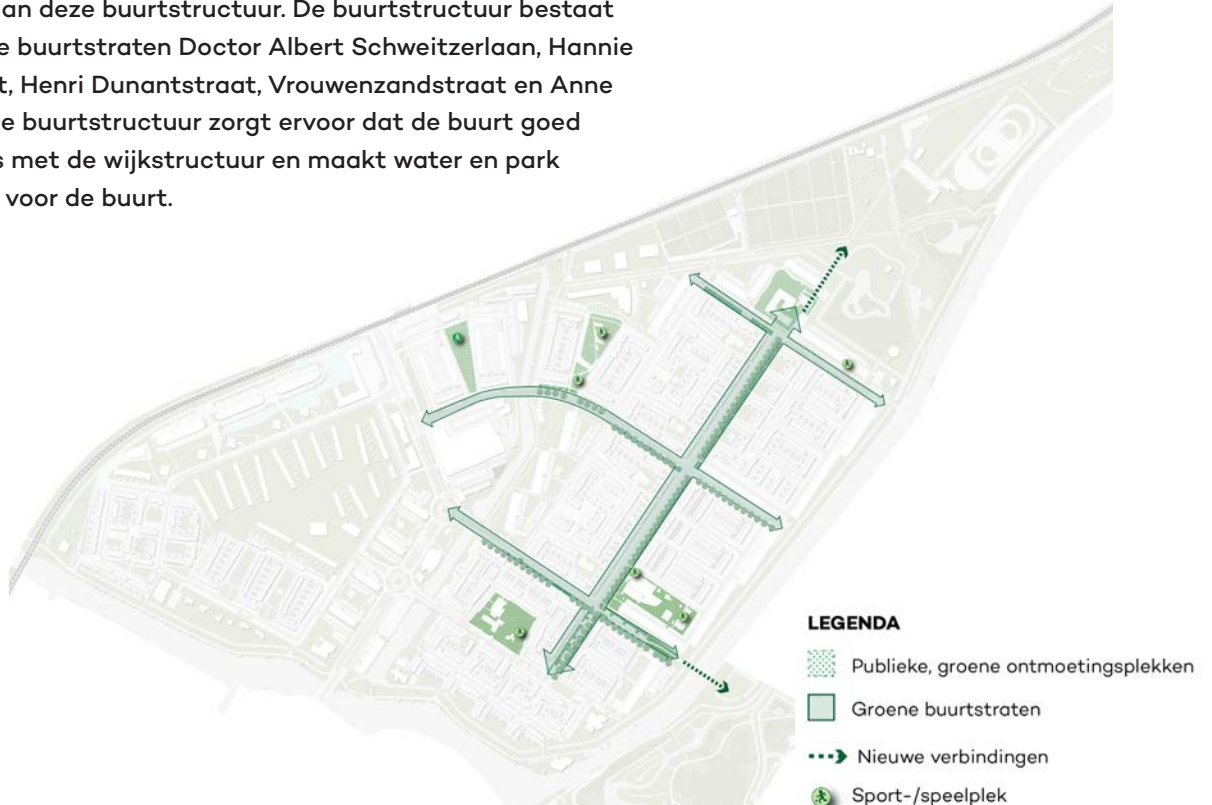 an deze buurtstructuur. De buurtstructuur bestaat
e buurtstraten Doctor Albert Schweitzerlaan, Hannie
t, Henri Dunantstraat, Vrouwenzandstraat en Anne
e buurtstructuur zorgt ervoor dat de buurt goed
s met de wijkstructuur en maakt water en park
voor de buurt.
LEGENDA
Publieke, groene ontmoetingsplekken
Groene buurtstraten
Nieuwe verbindingen
Sport-/speelplek